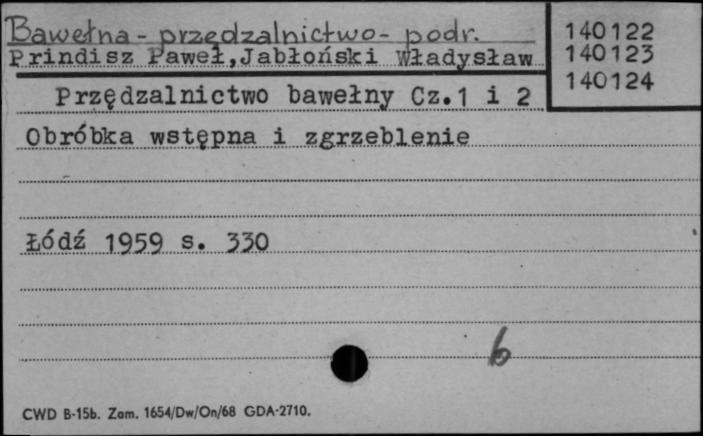 Bawełna - przędzalnictwo - podr.
140122
Prindisz Paweł, Jabłoński Władysław
140123
140124
Przędzalnictwo bawełny Cz.1 i 2
Obróbka wstępna i zgrzeblenie
Łódź 1959 s. 330
6
CWD B-15b. Zam. 1654/Dw/On/68 GDA-2710.